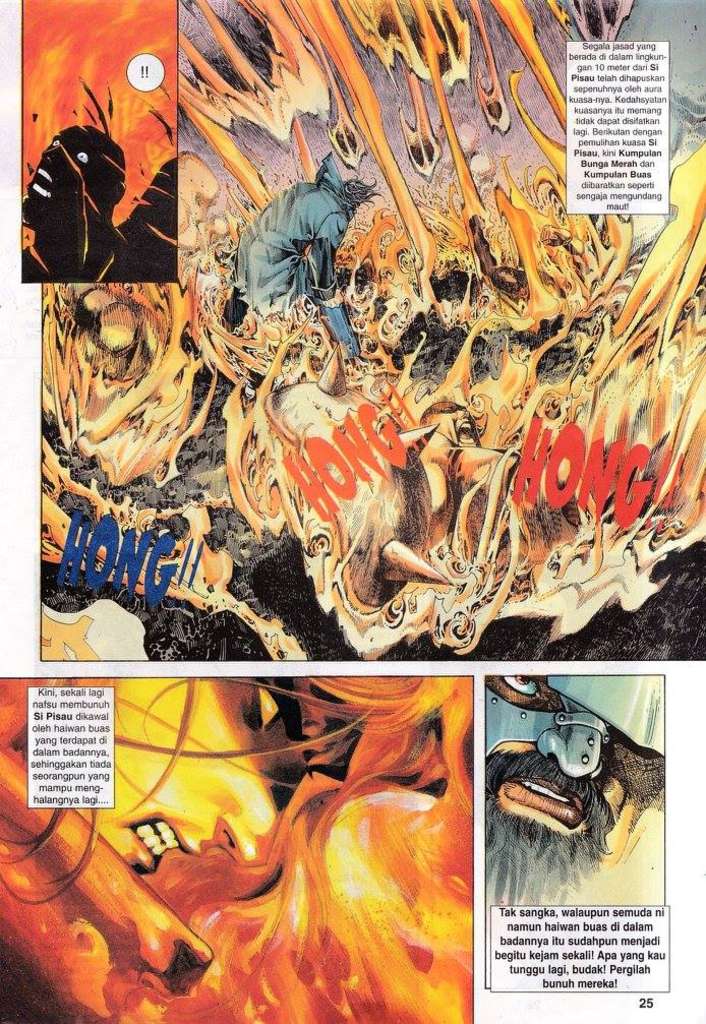 !!
Segala jasad yang
berada di dalam lingkun-
gan 10 meter dari Si
Pisau telah dihapuskan
sepenuhnya oleh aura
kuasa-nya. Kedahsyatan
kuasanya itu memang
tidak dapat disifatkan
lagi. Berikutan dengan
pemulihan kuasa Si
Pisau, kini Kumpulan
Bunga Merah dan
Kumpulan Buas
diibaratkan seperti
sengaja mengundang
maut!
HONG!!
HONG!!
HONG!!
Kini, sekali lagi
nafsu membunuh
Si Pisau dikawal
oleh haiwan buas
yang terdapat di
dalam badannya,
sehinggakan tiada
seorangpun yang
mampu meng-
halangnya lagi....
Tak sangka, walaupun semuda ni
namun haiwan buas di dalam
badannya itu sudahpun menjadi
begitu kejam sekali! Apa yang kau
tunggu lagi, budak! Pergilah
bunuh mereka!
25